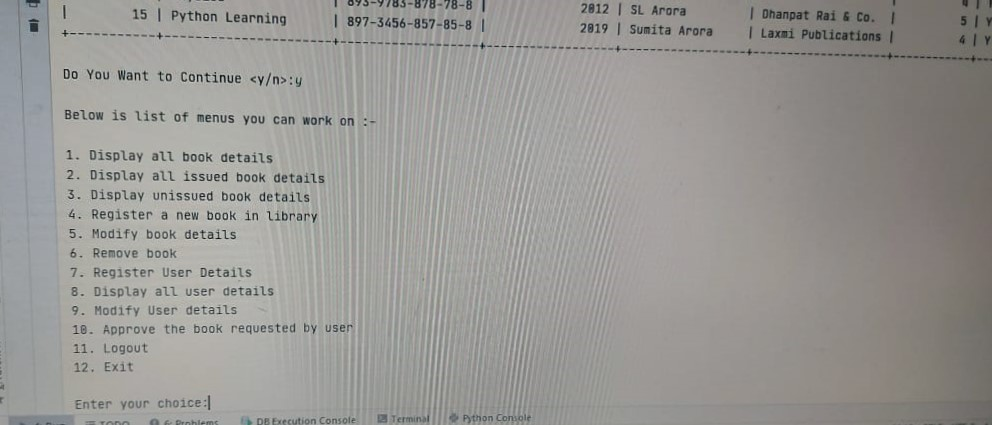 893-9783-878-78-8 | 2012 | SL Arora | Dhanpat Rai & Co. |
| 15 | Python Learning | 897-3456-857-85-8 | 2019 | Sumita Arora | Laxmi Publications | 4 | Y
Do You Want to Continue <y/n>:y
Below is list of menus you can work on :-
1. Display all book details
2. Display all issued book details
3. Display unissued book details
4. Register a new book in library
5. Modify book details
6. Remove book
7. Register User Details
8. Display all user details
9. Modify User details
10. Approve the book requested by user
11. Logout
12. Exit
Enter your choice:
TODO 6: Problems DB Execution Console Terminal Python Console